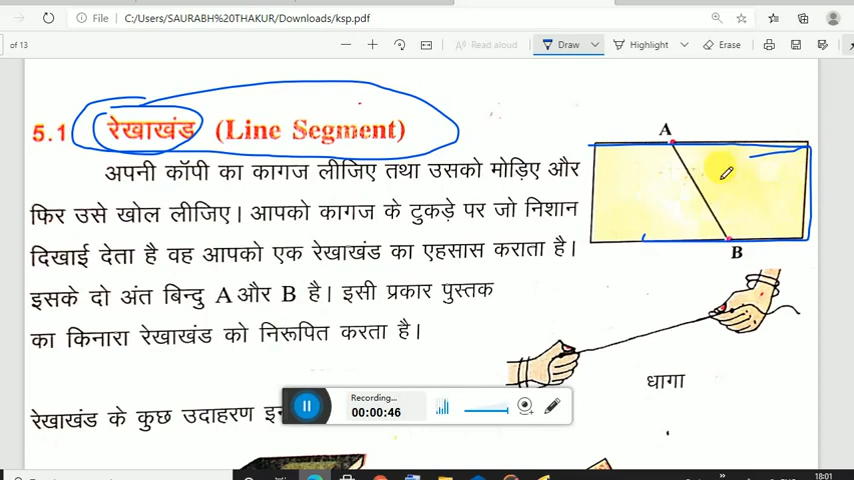 File
C:/Users/SAURABH%20THAKUR/Downloads/ksp.pdf
of 13
Read aloud
Draw
Highlight
Erase
5.1 रेखाखंड (Line Segment)
अपनी कॉपी का कागज लीजिए तथा उसको मोड़िए और
फिर उसे खोल लीजिए। आपको कागज के टुकड़े पर जो निशान
दिखाई देता है वह आपको एक रेखाखंड का एहसास कराता है।
इसके दो अंत बिन्दु A और B है। इसी प्रकार पुस्तक
का किनारा रेखाखंड को निरूपित करता है।
A
B
धागा
रेखाखंड के कुछ उदाहरण
Recording...
00:00:46
18:01